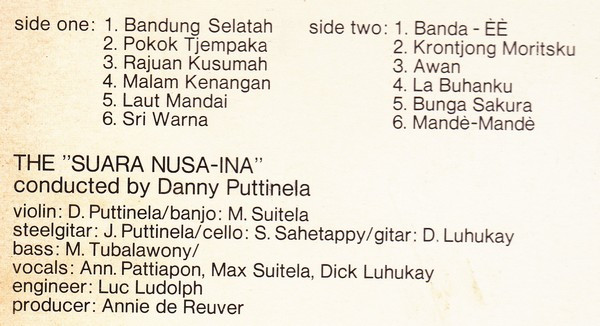 side one: 1. Bandung Selatah
2. Pokok Tjempaka
3. Rajuan Kusumah
4. Malam Kenangan
5. Laut Mandai
6. Sri Warna
side two: 1. Banda - ÈÈ
2. Krontjong Moritsku
3. Awan
4. La Buhanku
5. Bunga Sakura
6. Mandè-Mandè
THE "SUARA NUSA-INA"
conducted by Danny Puttinela
violin: D. Puttinela/banjo: M. Suitela
steelgitar: J. Puttinela/cello: S. Sahetappy/gitar: D. Luhukay
bass: M. Tubalawony/
vocals: Ann. Pattiapon, Max Suitela, Dick Luhukay
engineer: Luc Ludolph
producer: Annie de Reuver